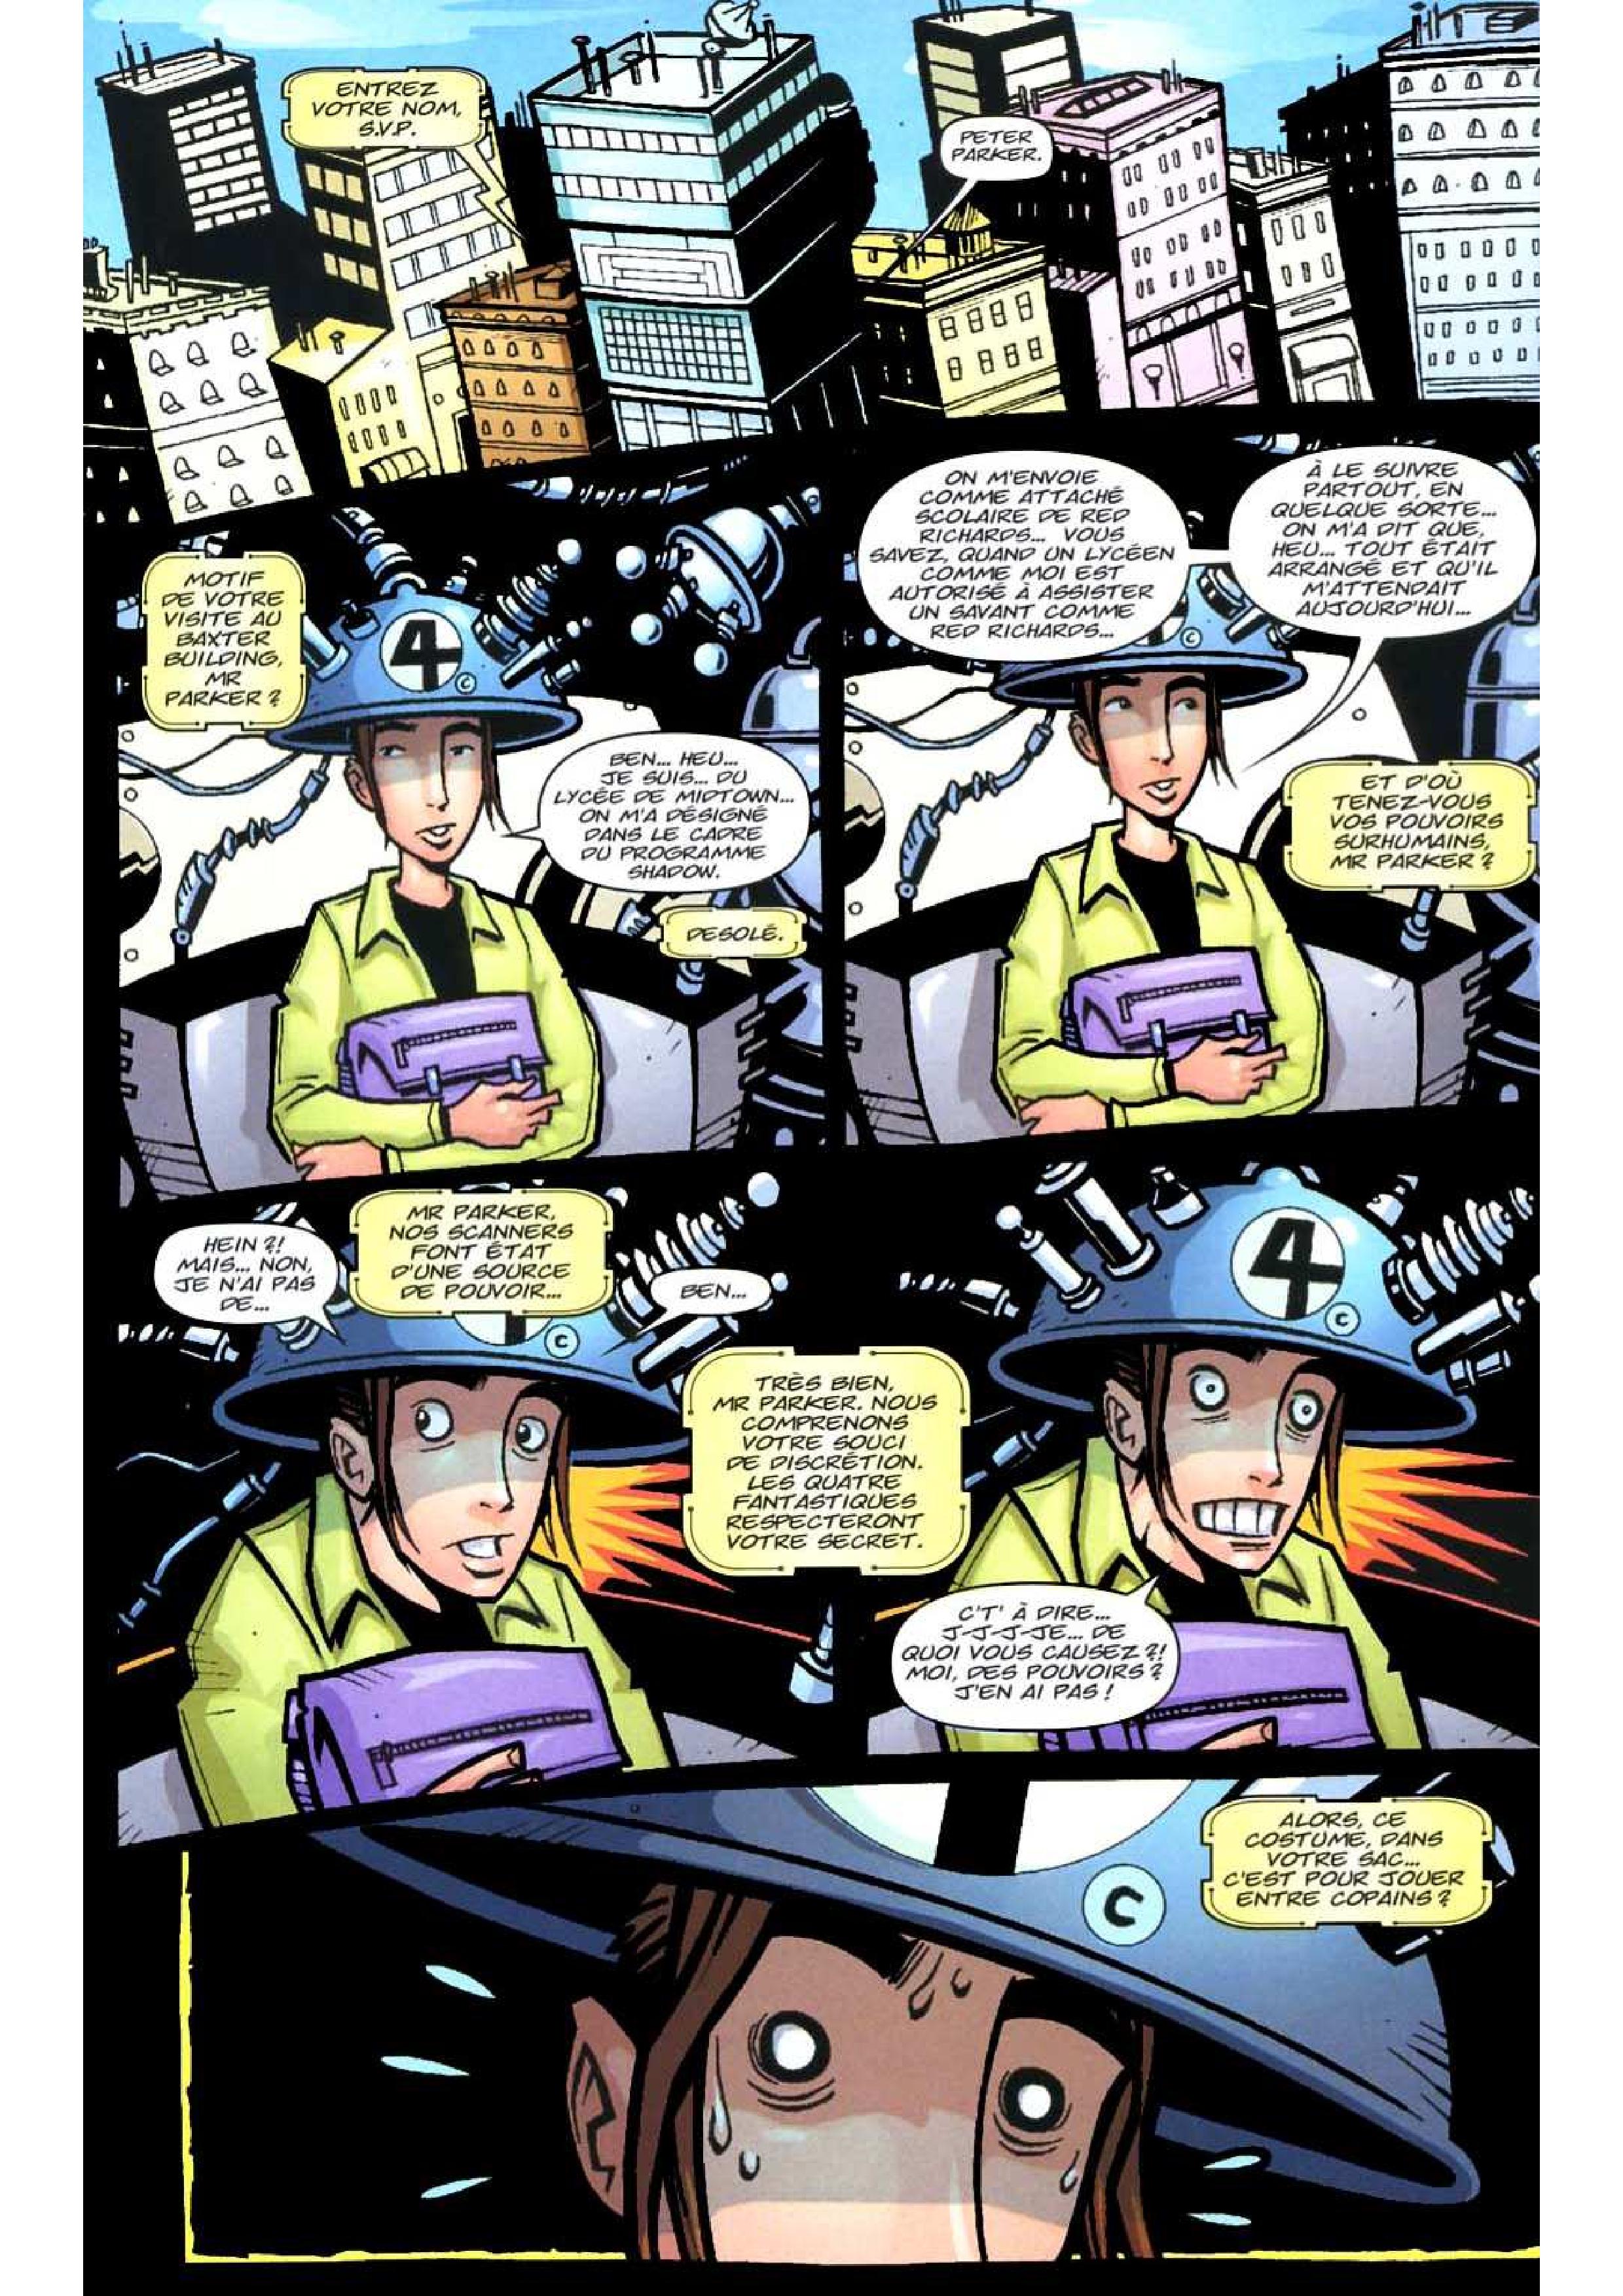 ENTREZ
VOTRE NOM,
S.V.P.
PETER
PARKER.
MOTIF
DE VOTRE
VISITE AU
BAXTER
BUILDING,
MR
PARKER ?
4
C
BEN... HEU...
JE SUIS... DU
LYCÉE DE MIDTOWN...
ON M'A DÉSIGNÉ
DANS LE CADRE
DU PROGRAMME
SHADOW.
DESOLÉ.
ON M'ENVOIE
COMME ATTACHÉ
SCOLAIRE DE RED
RICHARDS... VOUS
SAVEZ, QUAND UN LYCÉEN
COMME MOI EST
AUTORISÉ À ASSISTER
UN SAVANT COMME
RED RICHARDS...
À LE SUIVRE
PARTOUT, EN
QUELQUE SORTE...
ON M'A DIT QUE,
HEU... TOUT ÉTAIT
ARRANGÉ ET QU'IL
M'ATTENDAIT
AUJOURD'HUI...
C
ET D'OÙ
TENEZ-VOUS
VOS POUVOIRS
SURHUMAINS,
MR PARKER ?
HEIN ?!
MAIS... NON,
JE N'AI PAS
DE...
MR PARKER,
NOS SCANNERS
FONT ÉTAT
D'UNE SOURCE
DE POUVOIR...
BEN...
C
TRÈS BIEN,
MR PARKER. NOUS
COMPRENONS
VOTRE SOUCI
DE DISCRÉTION.
LES QUATRE
FANTASTIQUES
RESPECTERONT
VOTRE SECRET.
4
C
C'T' À DIRE...
J-J-J-JE... DE
QUOI VOUS CAUSEZ ?!
MOI, DES POUVOIRS ?
J'EN AI PAS !
ALORS, CE
COSTUME, DANS
VOTRE SAC...
C'EST POUR JOUER
ENTRE COPAINS ?
C